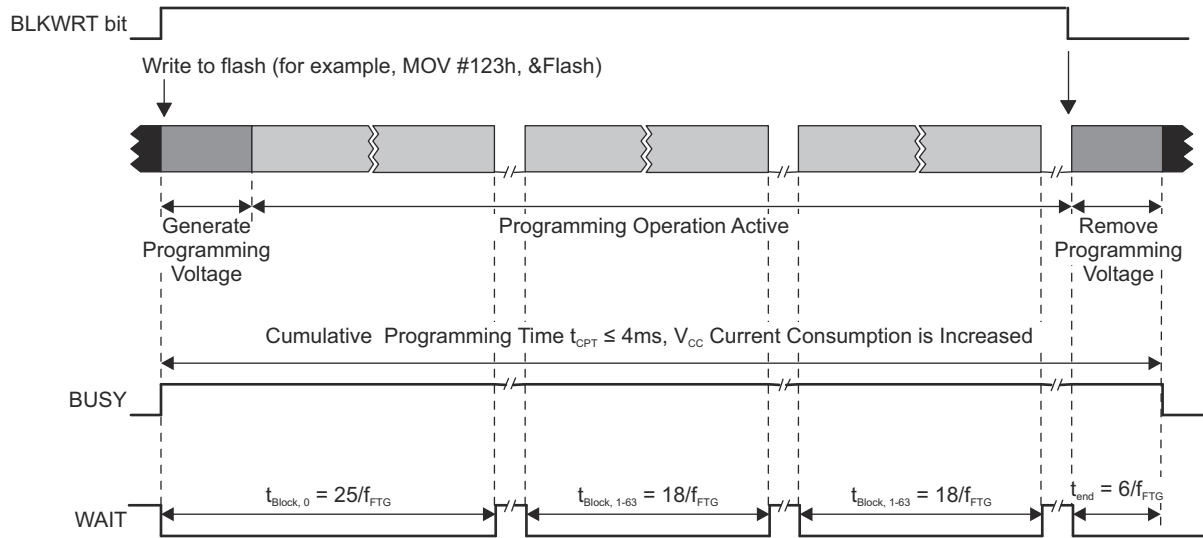 BLKWRT bit
Write to flash (for example, MOV #123h, &Flash)
Generate
Programming
Voltage
Programming Operation Active
Remove
Programming
Voltage
Cumulative Programming Time tCPT ≤ 4ms, VCC Current Consumption is Increased
BUSY
WAIT
tBlock, 0 = 25/fFTG
tBlock, 1-63 = 18/fFTG
tBlock, 1-63 = 18/fFTG
tend = 6/fFTG